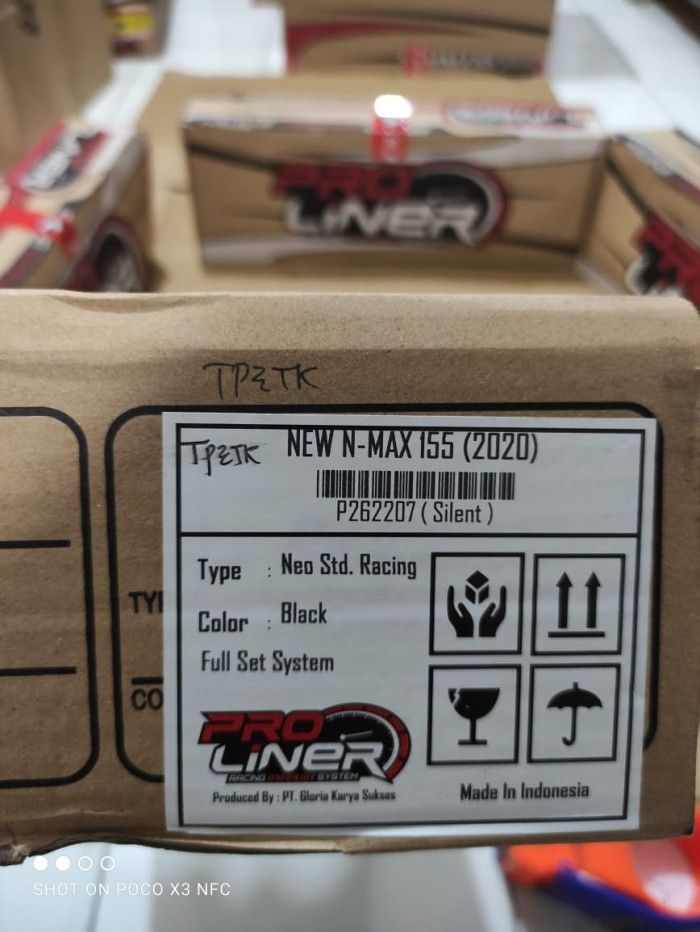 PRO
LINER
TPETK
TPETK
NEW N-MAX 155 (2020)
P262207 ( Silent )
Type : Neo Std. Racing
Color : Black
Full Set System
PRO
LINER
RACING EXHAUST SYSTEM
Produced By : PT. Gloria Karya Sukses
Made In Indonesia
TYP
CO
SHOT ON POCO X3 NFC